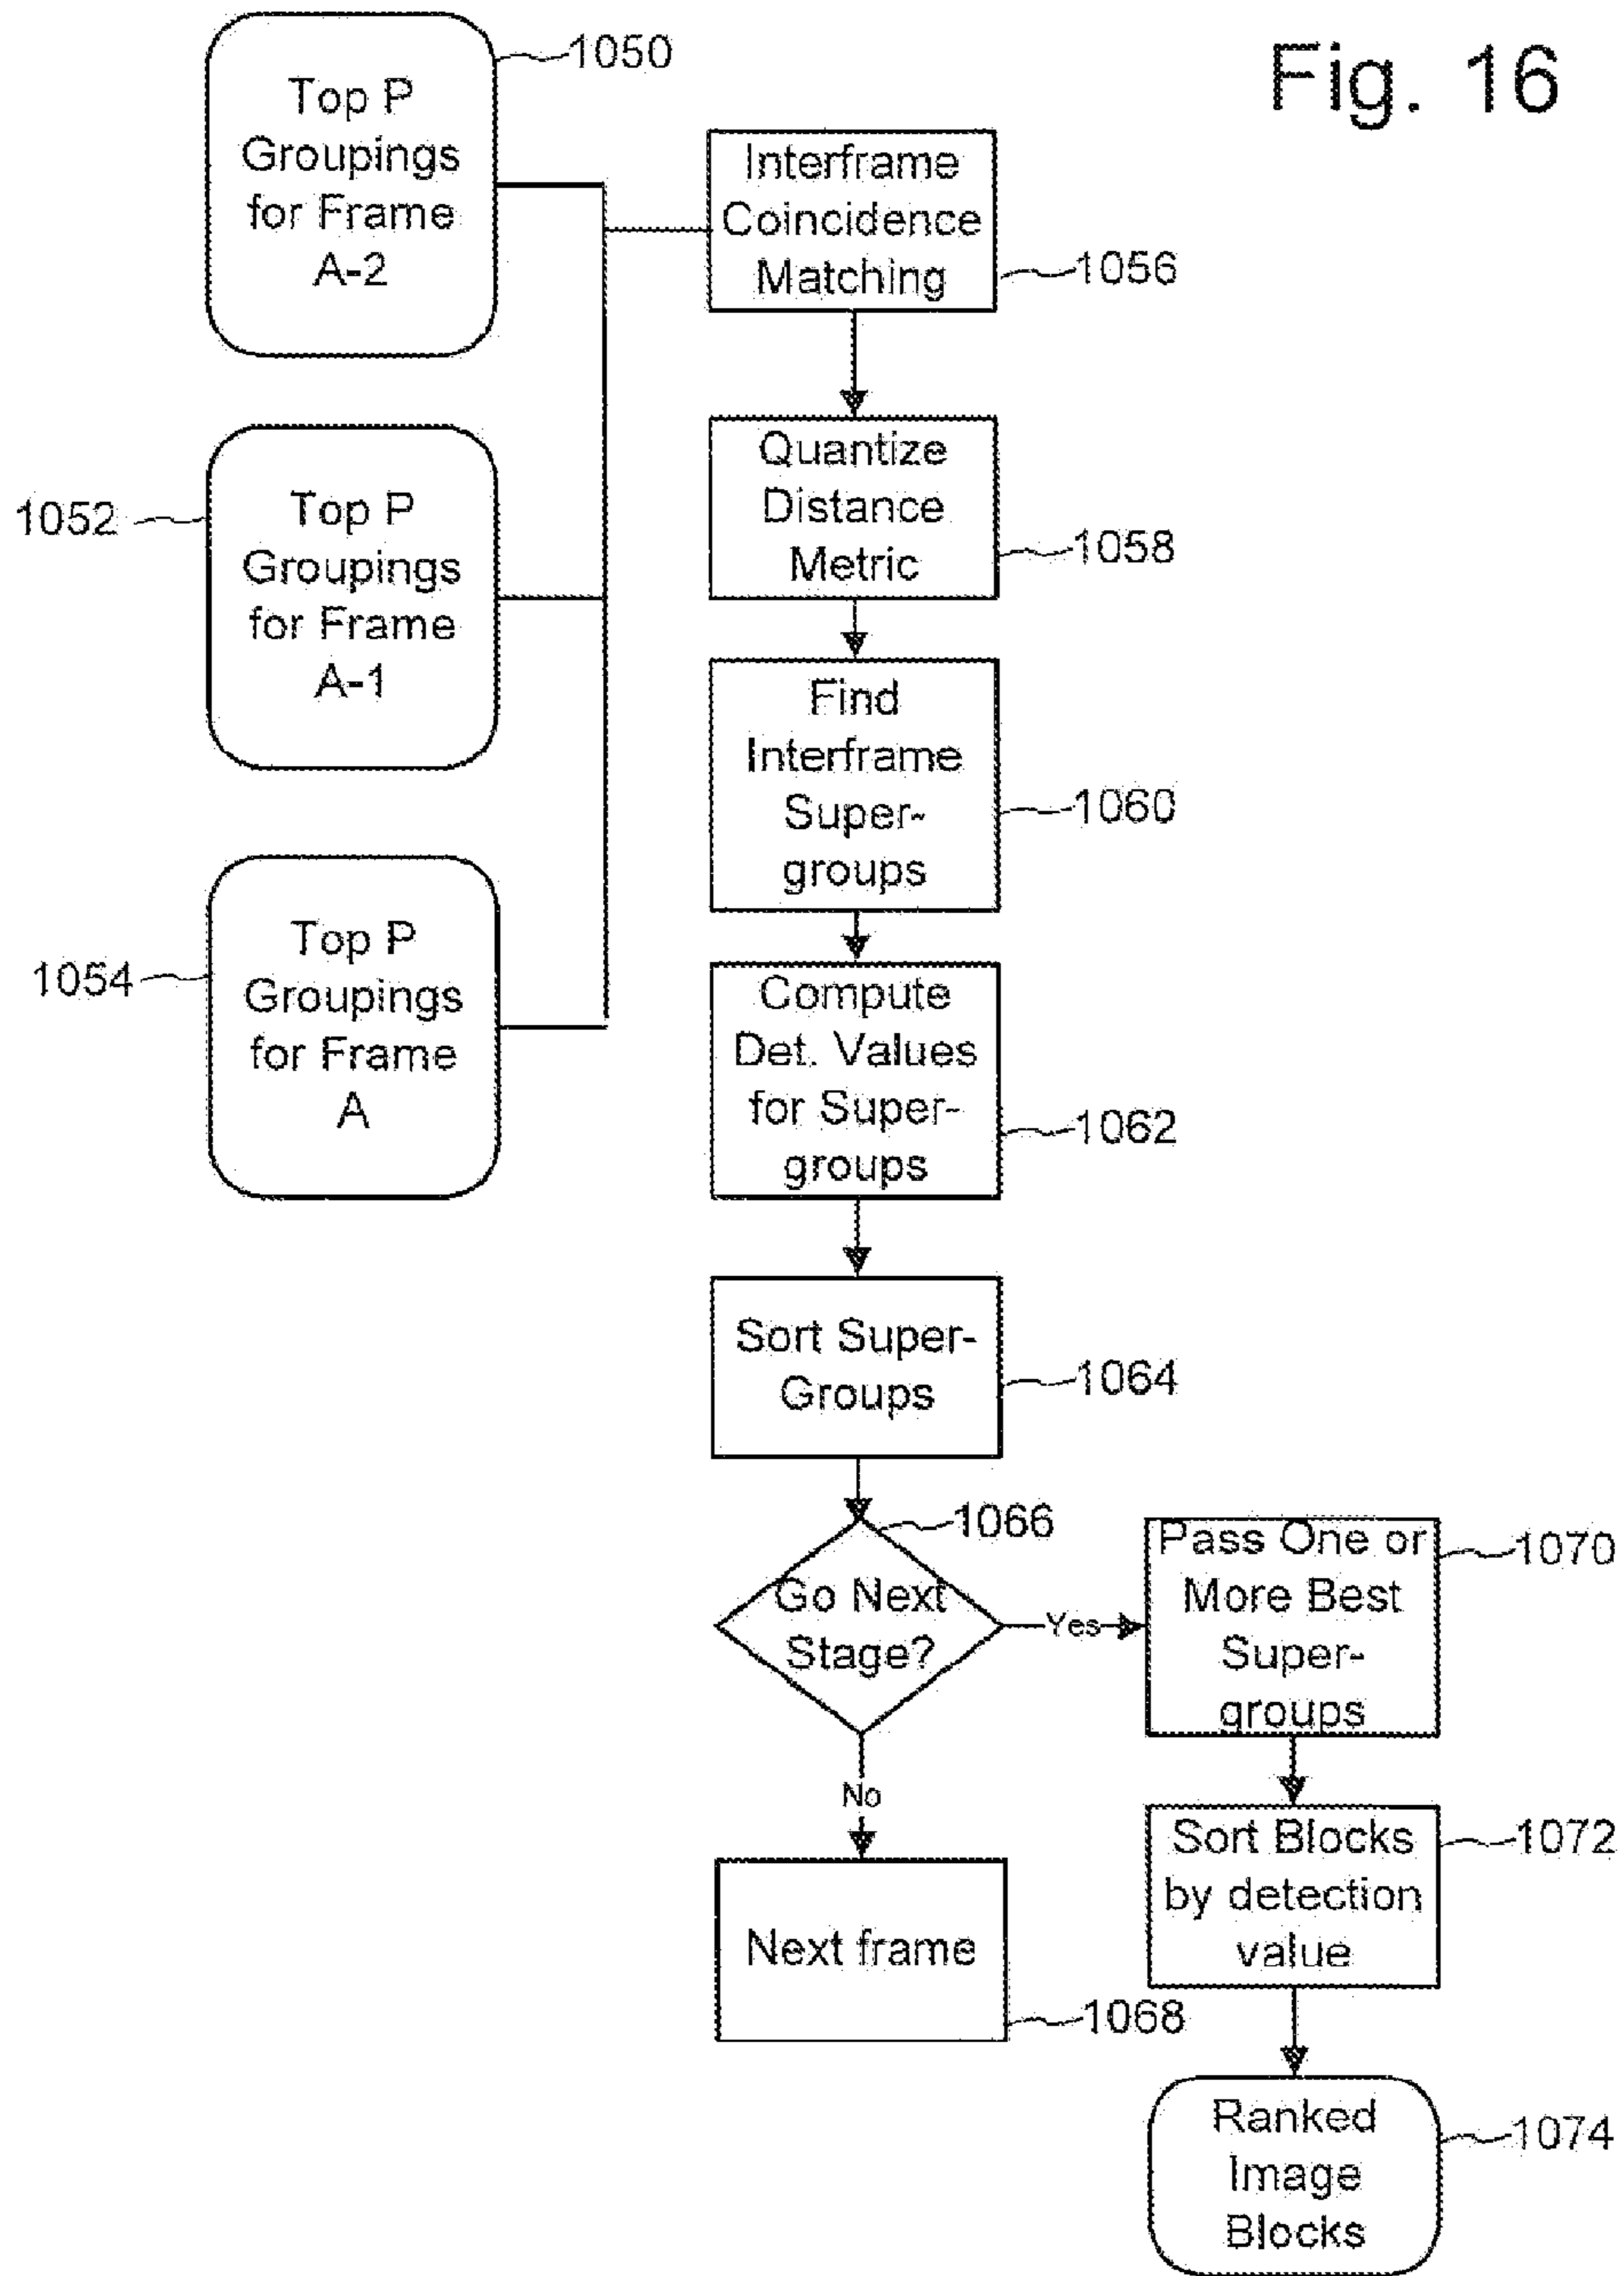 Fig. 16
1050
Top P
Groupings
for Frame
A-2
Interframe
Coincidence
Matching
1056
1052
Top P
Groupings
for Frame
A-1
Quantize
Distance
Metric
1058
Find
Interframe
Super-
groups
1060
1054
Top P
Groupings
for Frame
A
Compute
Det. Values
for Super-
groups
1062
Sort Super-
Groups
1064
1066
Go Next
Stage?
Yes
No
Pass One or
More Best
Super-
groups
1070
Next frame
1068
Sort Blocks
by detection
value
1072
Ranked
Image
Blocks
1074